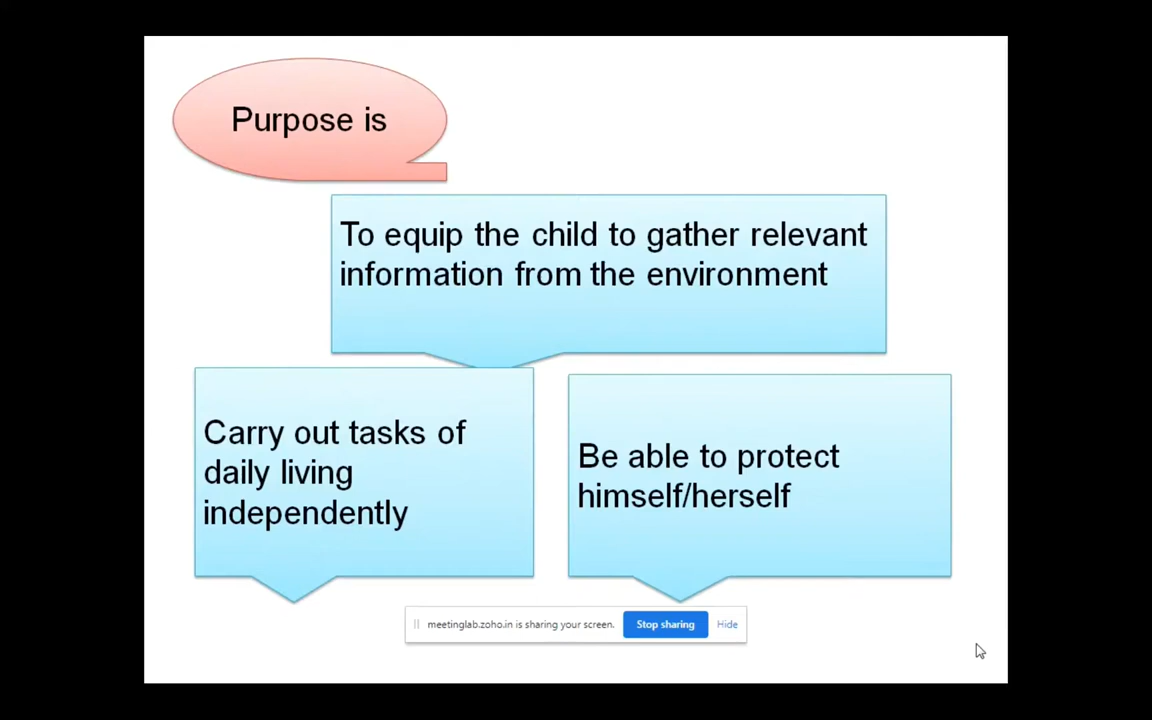 Purpose is
To equip the child to gather relevant
information from the environment
Carry out tasks of
daily living
independently
Be able to protect
himself/herself
meetinglab.zoho.in is sharing your screen. Stop sharing Hide